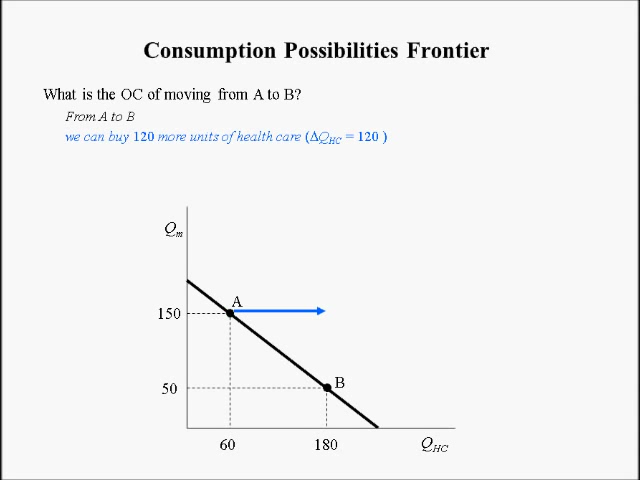 Consumption Possibilities Frontier
What is the OC of moving from A to B?
From A to B
we can buy 120 more units of health care (ΔQHC = 120 )
Qm
A
150
50
B
60
180
QHC